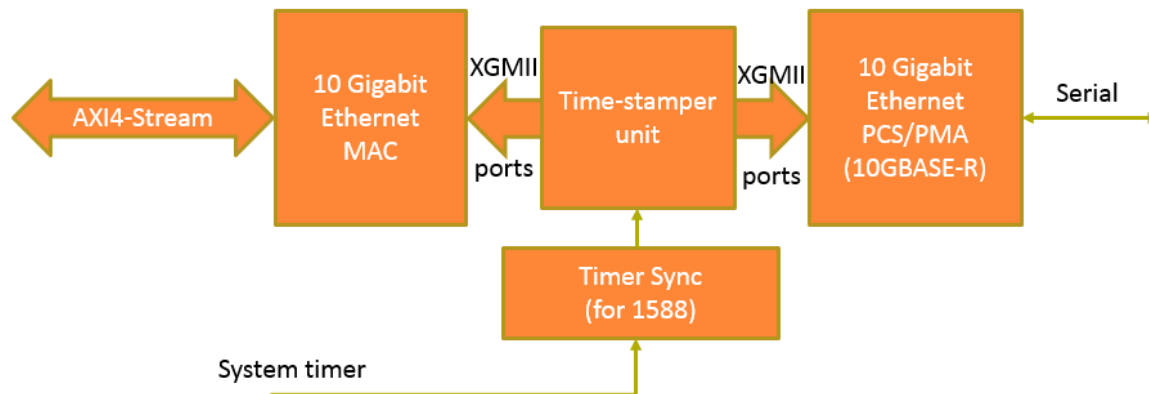 AXI4-Stream
10 Gigabit
Ethernet
MAC
XGMII
ports
Time-stamper
unit
XGMII
ports
10 Gigabit
Ethernet
PCS/PMA
(10GBASE-R)
Serial
Timer Sync
(for 1588)
System timer